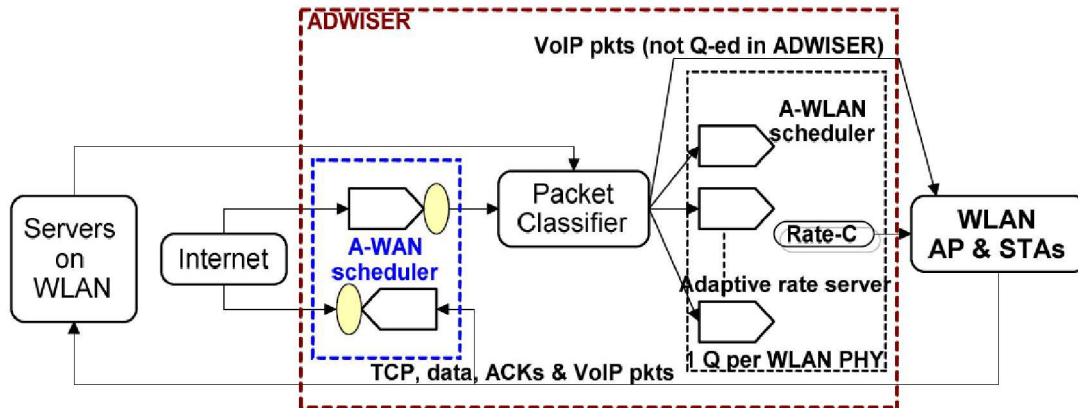 ADWISER
VoIP pkts (not Q-ed in ADWISER)
A-WLAN
scheduler
Packet
Classifier
Servers
on
WLAN
Internet
A-WAN
scheduler
Rate-C
WLAN
AP & STAs
Adaptive rate server
1 Q per WLAN PHY
TCP, data, ACKs & VoIP pkts